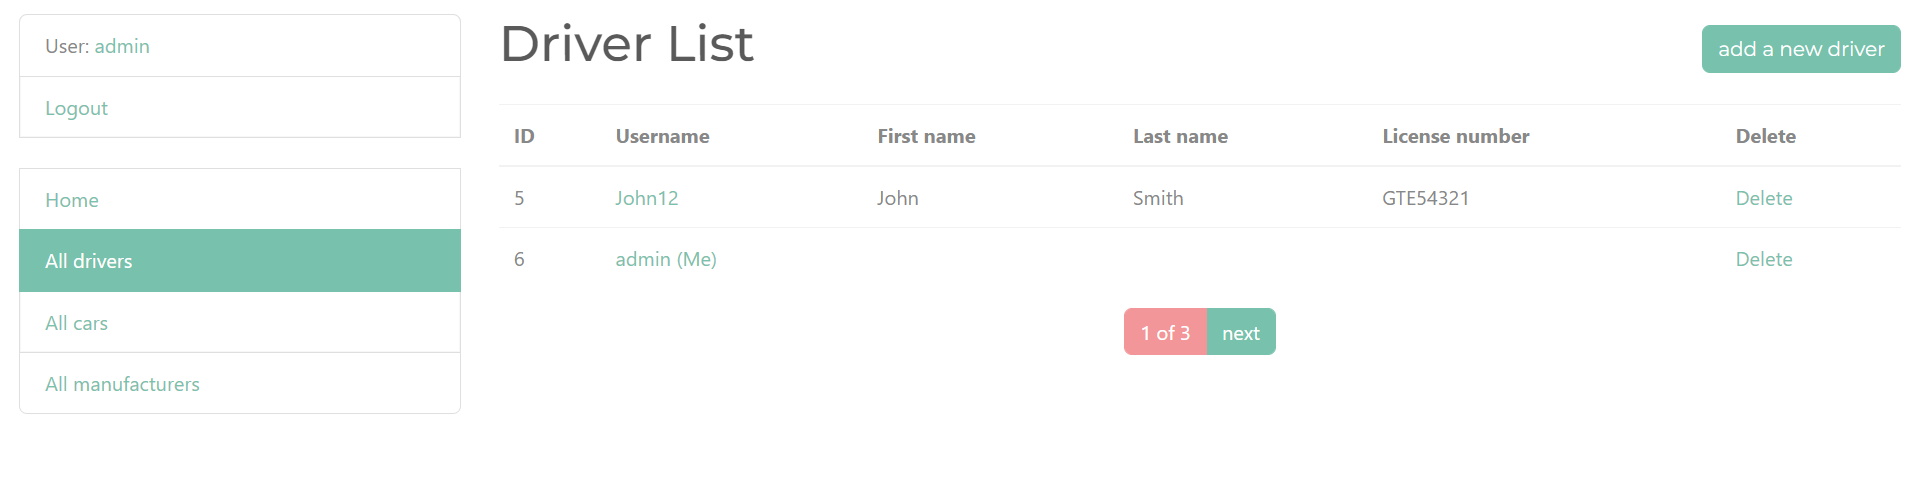 User: admin
Logout
Home
All drivers
All cars
All manufacturers
Driver List
add a new driver
ID Username First name Last name License number Delete
5 John12 John Smith GTE54321 Delete
6 admin (Me) Delete
1 of 3 next